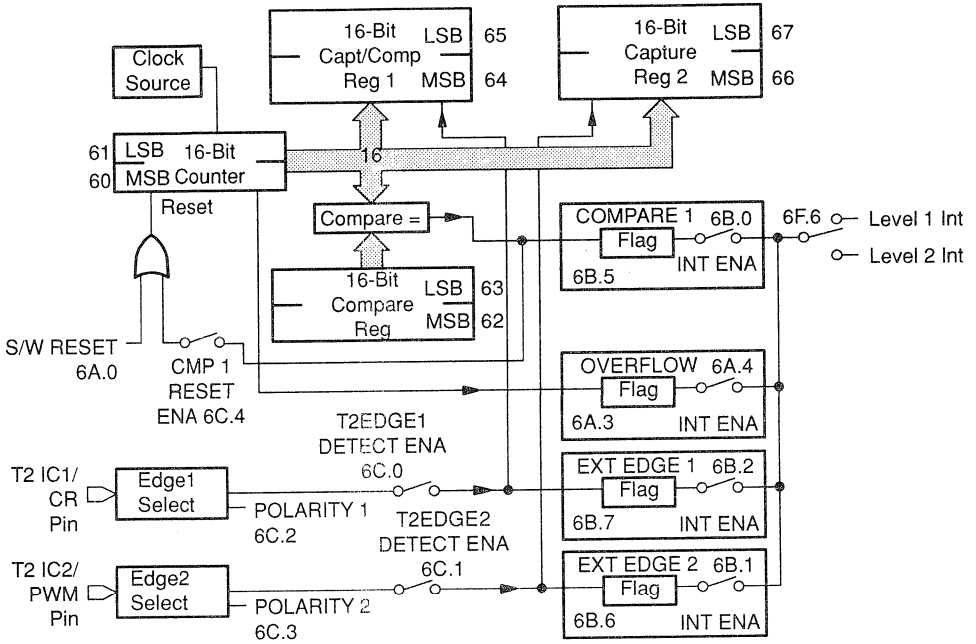 Clock
Source
16-Bit
Capt/Comp
Reg 1
LSB
65
MSB
64
16-Bit
Capture
Reg 2
LSB
67
MSB
66
61
LSB
60
MSB
16-Bit
Counter
16
Reset
Compare =
16-Bit
Compare
Reg
LSB
63
MSB
62
COMPARE 1
6B.0
Flag
INT ENA
6B.5
6F.6
Level 1 Int
Level 2 Int
S/W RESET
6A.0
CMP 1
RESET
ENA 6C.4
OVERFLOW
6A.4
Flag
6A.3
INT ENA
T2EDGE1
DETECT ENA
6C.0
T2 IC1/
CR
Pin
Edge1
Select
POLARITY 1
6C.2
EXT EDGE 1
6B.2
Flag
6B.7
INT ENA
T2EDGE2
DETECT ENA
6C.1
T2 IC2/
PWM
Pin
Edge2
Select
POLARITY 2
6C.3
EXT EDGE 2
6B.1
Flag
6B.6
INT ENA